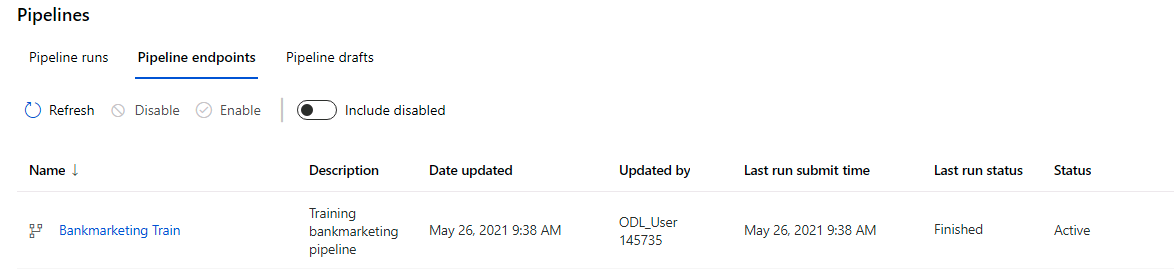 Pipelines
Pipeline runs Pipeline endpoints Pipeline drafts
Refresh Disable Enable Include disabled
Name ↓ Description Date updated Updated by Last run submit time Last run status Status
Bankmarketing Train Training bankmarketing pipeline May 26, 2021 9:38 AM ODL_User 145735 May 26, 2021 9:38 AM Finished Active